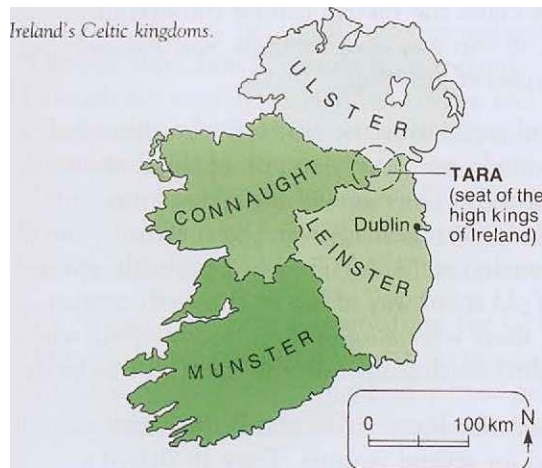 Ireland's Celtic kingdoms.
ULSTER
CONNAUGHT
TARA
(seat of the
high kings
of Ireland)
Dublin
LEINSTER
MUNSTER
0 100 km
N